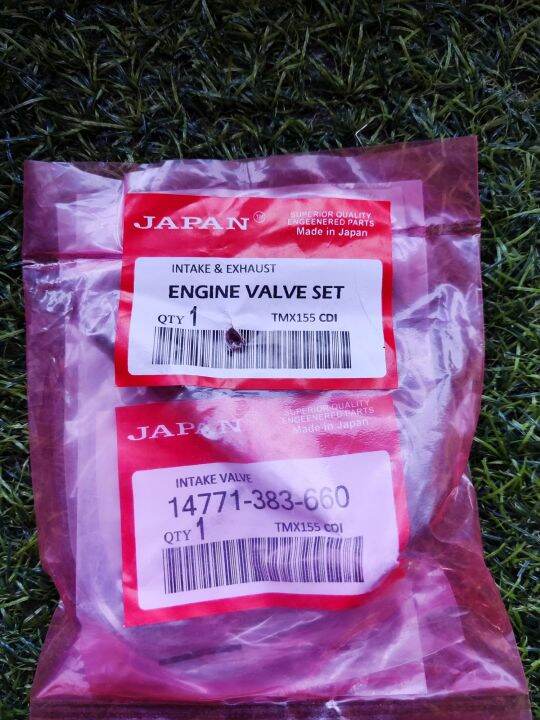 JAPAN™
SUPERIOR QUALITY
ENGEENERED PARTS
Made in Japan
INTAKE & EXHAUST
ENGINE VALVE SET
QTY 1 TMX155 CDI
JAPAN
SUPERIOR QUALITY
ENGEENERED PARTS
Made in Japan
INTAKE VALVE
14771-383-660
QTY 1 TMX155 CDI